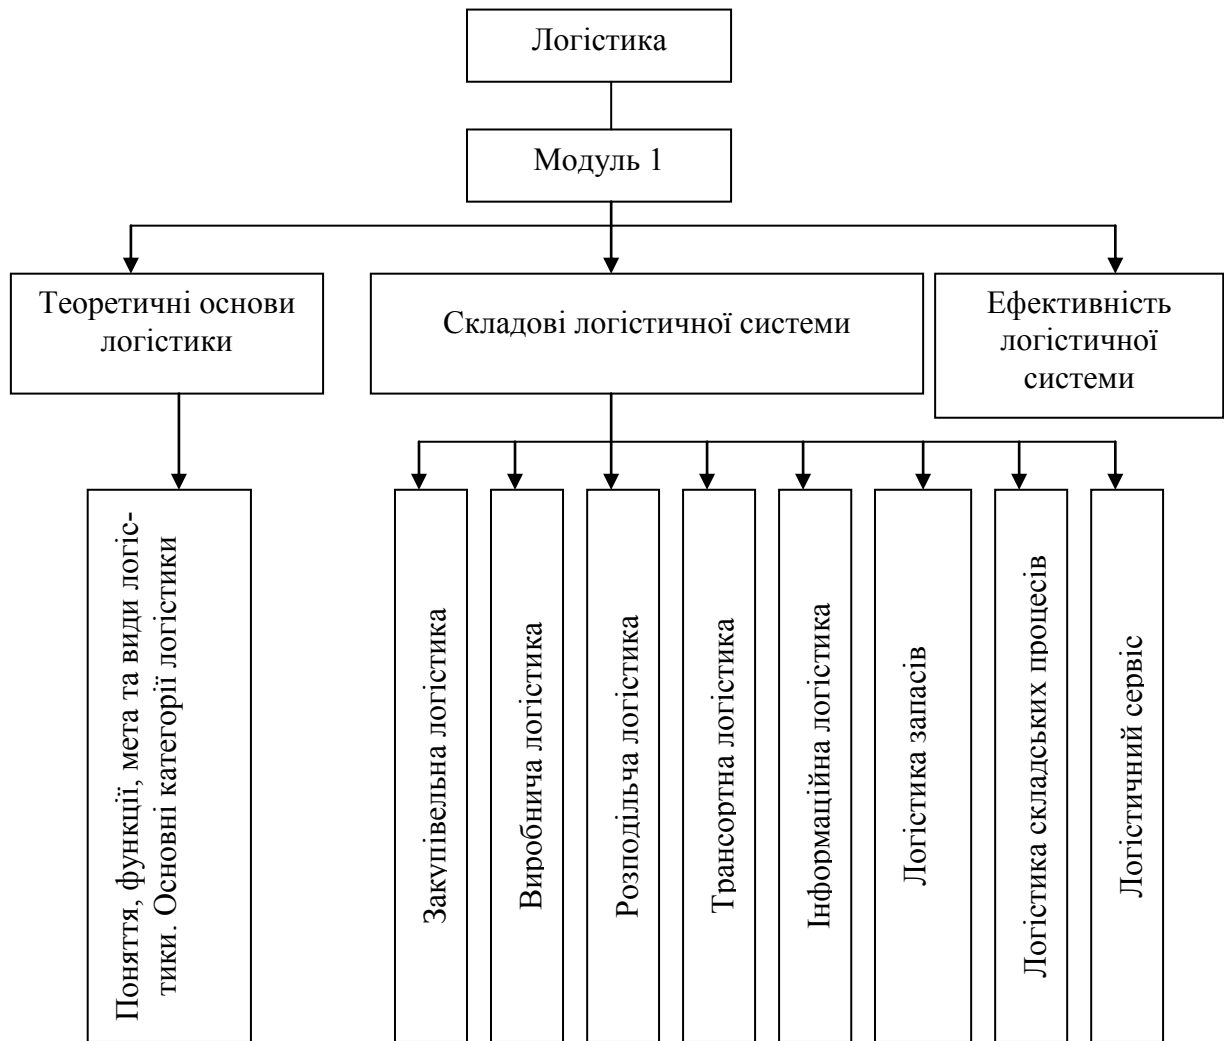 Логістика
Модуль 1
Теоретичні основи
логістики
Складові логістичної системи
Ефективність
логістичної
системи
Поняття, функції, мета та види логіс-
тики. Основні категорії логістики
Закупівельна логістика
Виробнича логістика
Розподільча логістика
Трансортна логістика
Інформаційна логістика
Логістика запасів
Логістика складських процесів
Логістичний сервіс